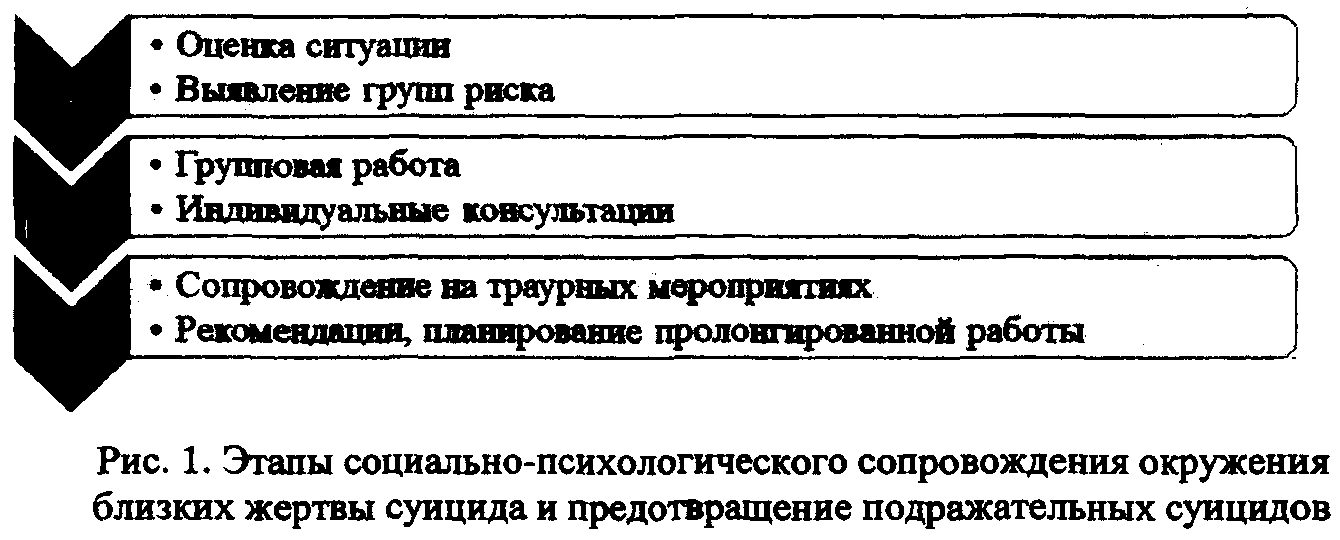 • Оценка ситуации
• Выявление групп риска
• Групповая работа
• Индивидуальные консультации
• Сопровождение на траурных мероприятиях
• Рекомендации, планирование пролонгированной работы
Рис. 1. Этапы социально-психологического сопровождения окружения
близких жертвы суицида и предотвращение подражательных суицидов